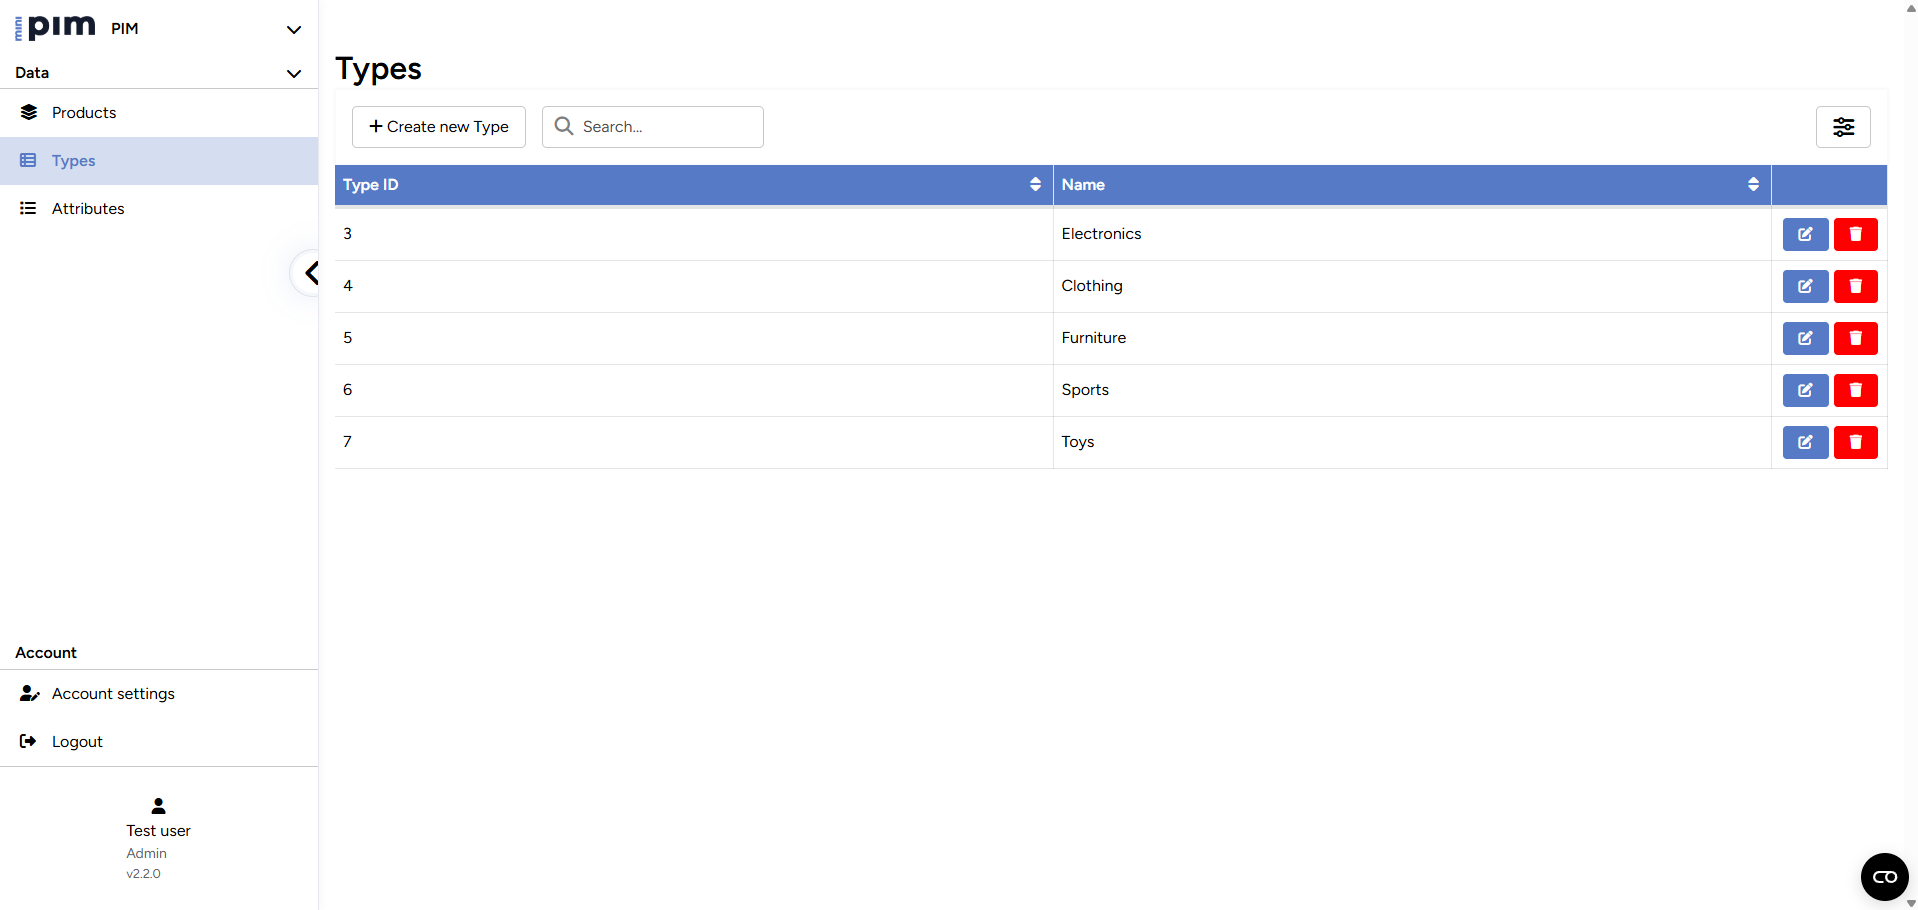 mini pim PIM
Data
Products
Types
Attributes
Account
Account settings
Logout
Test user
Admin
v2.2.0
Types
Create new Type
Search...
Type ID Name
3 Electronics
4 Clothing
5 Furniture
6 Sports
7 Toys